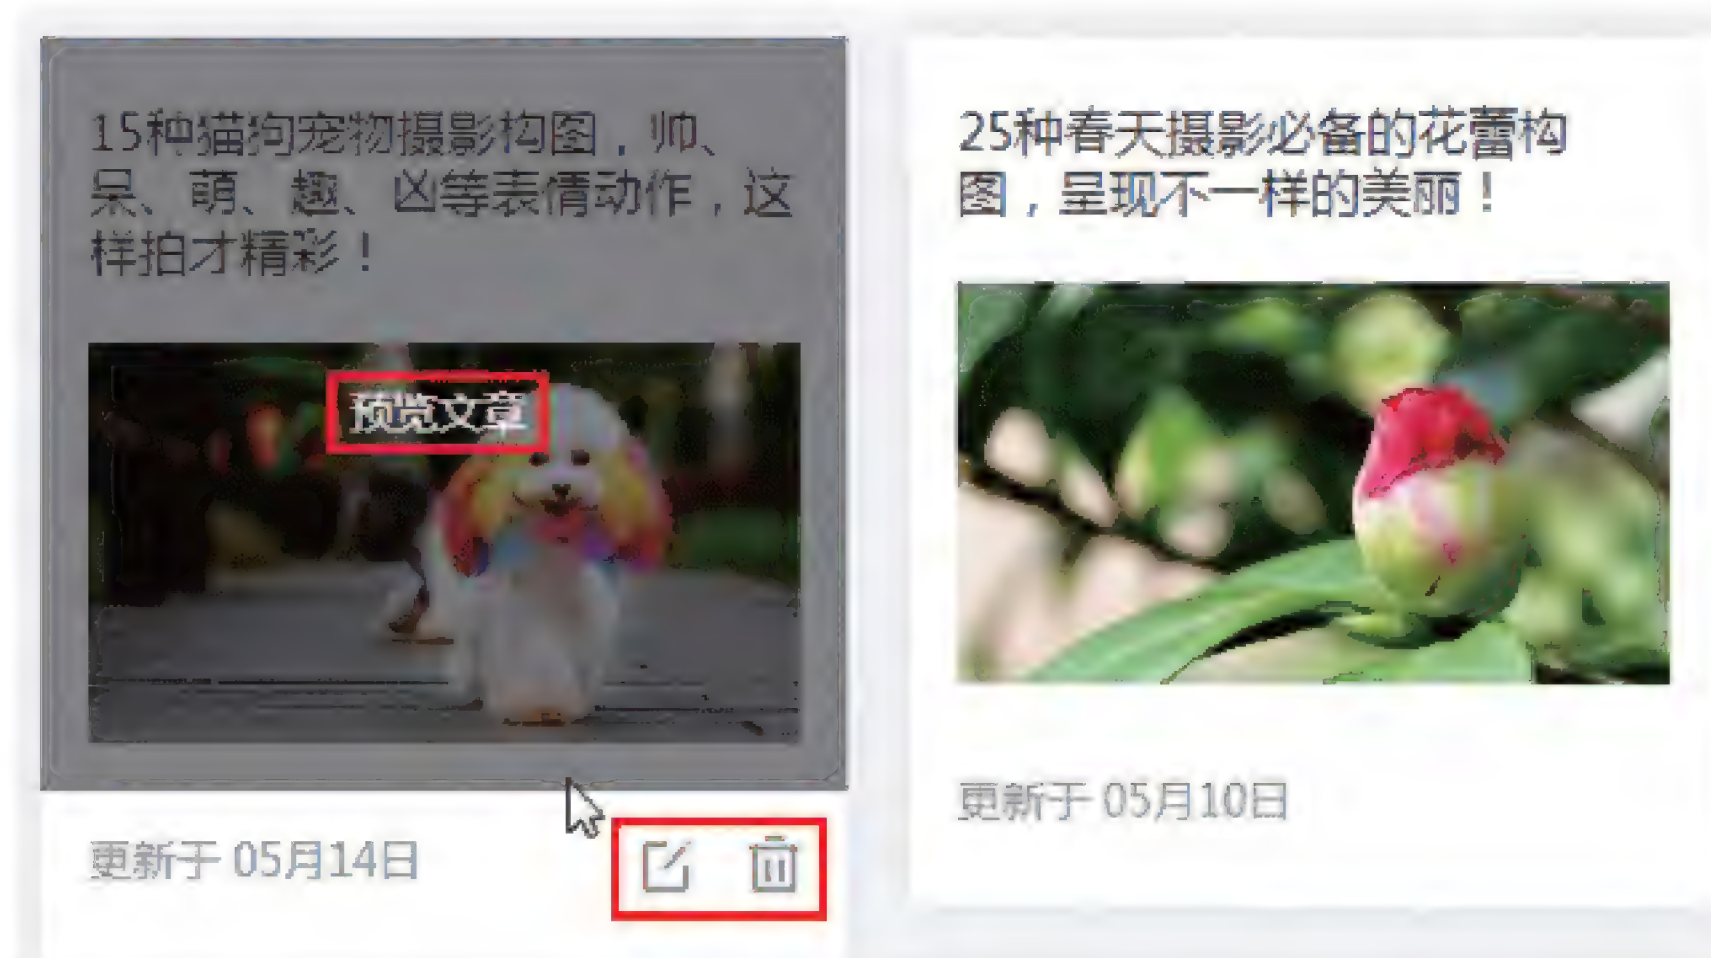 15种猫狗宠物摄影构图，帅、
呆、萌、趣、凶等表情动作，这
样拍才精彩！
预览文章
更新于 05月14日
25种春天摄影必备的花蕾构
图，呈现不一样的美丽！
更新于 05月10日